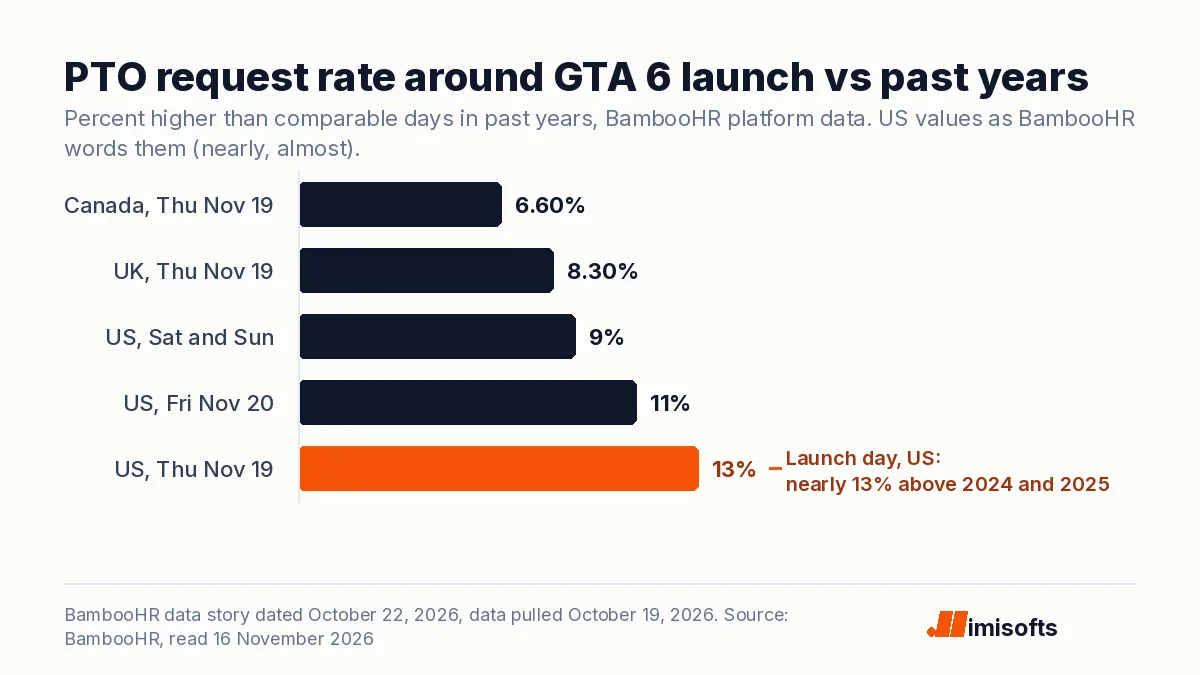 PTO request rate around GTA 6 launch vs past years
Percent higher than comparable days in past years, BambooHR platform data. US values as BambooHR
words them (nearly, almost).
Canada, Thu Nov 19 6.60%
UK, Thu Nov 19 8.30%
US, Sat and Sun 9%
US, Fri Nov 20 11%
US, Thu Nov 19 13%
Launch day, US:
nearly 13% above 2024 and 2025
BambooHR data story dated October 22, 2026, data pulled October 19, 2026. Source:
BambooHR, read 16 November 2026
Jimisofts